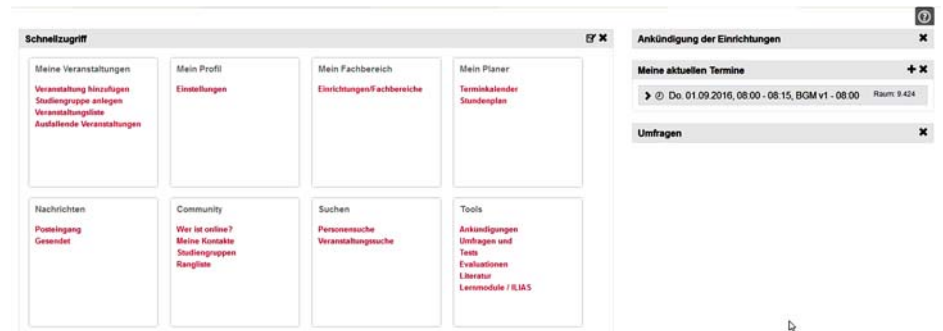 Schnellzugriff
Meine Veranstaltungen
Veranstaltung hinzufügen
Studiengruppe anlegen
Veranstaltungsliste
Ausfallende Veranstaltungen
Mein Profil
Einstellungen
Mein Fachbereich
Einrichtungen/Fachbereiche
Mein Planer
Terminkalender
Stundenplan
Nachrichten
Posteingang
Gesendet
Community
Wer ist online?
Meine Kontakte
Studiengruppen
Rangliste
Suchen
Personensuche
Veranstaltungssuche
Tools
Ankündigungen
Umfragen und
Tests
Evaluationen
Literatur
Lernmodule / ILIAS
Ankündigung der Einrichtungen
Meine aktuellen Termine
Do. 01.09.2016, 08:00 - 08:15, BGM v1 - 08:00 Raum: 9.424
Umfragen